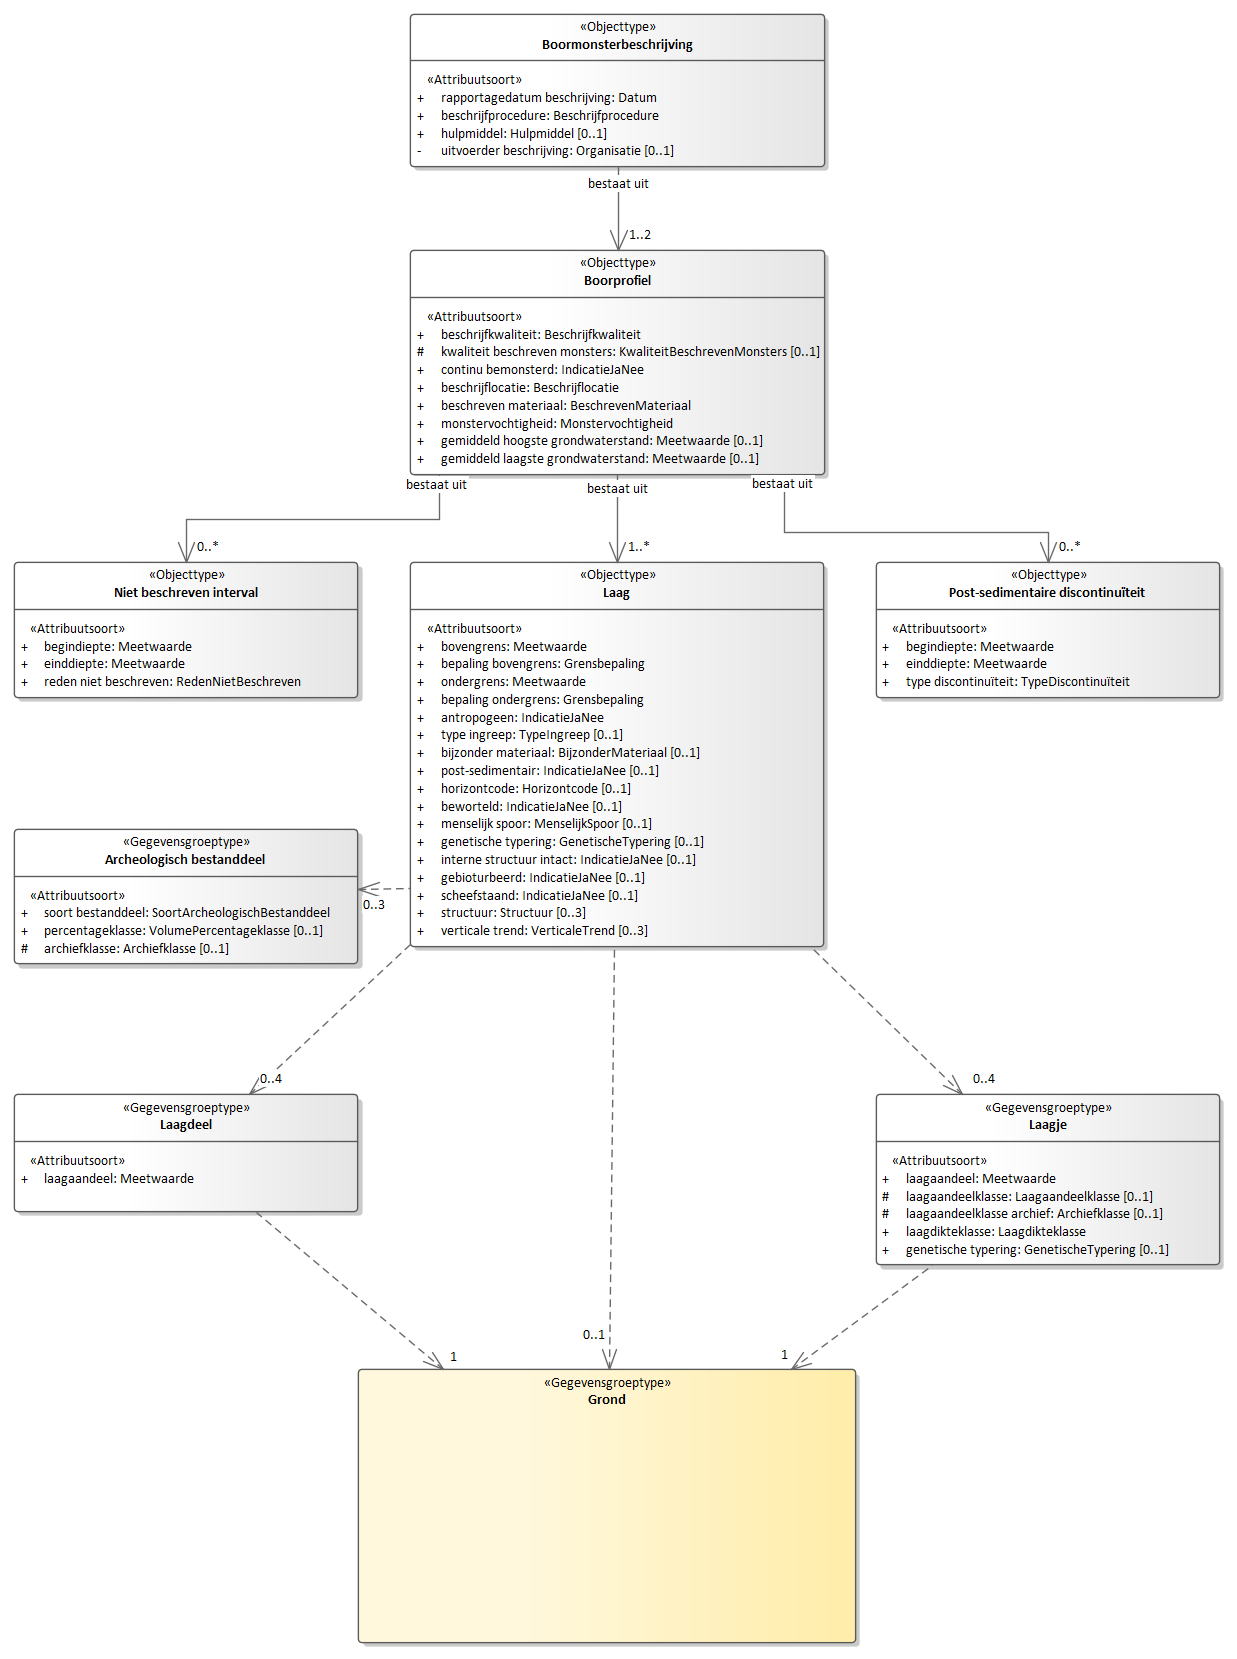 «Objecttype»
Boormonsterbeschrijving
«Attribuutsoort»
+ rapportagedatum beschrijving: Datum
+ beschrijfprocedure: Beschrijfprocedure
+ hulpmiddel: Hulpmiddel [0..1]
- uitvoerder beschrijving: Organisatie [0..1]
bestaat uit
1..2
«Objecttype»
Boorprofiel
«Attribuutsoort»
+ beschrijfkwaliteit: Beschrijfkwaliteit
# kwaliteit beschreven monsters: KwaliteitBeschrevenMonsters [0..1]
+ continu bemonsterd: IndicatieJaNee
+ beschrijflocatie: Beschrijflocatie
+ beschreven materiaal: BeschrevenMateriaal
+ monstervochtigheid: Monstervochtigheid
+ gemiddeld hoogste grondwaterstand: Meetwaarde [0..1]
+ gemiddeld laagste grondwaterstand: Meetwaarde [0..1]
bestaat uit
bestaat uit
bestaat uit
0..*
1..*
0..*
«Objecttype»
Niet beschreven interval
«Attribuutsoort»
+ begindiepte: Meetwaarde
+ einddiepte: Meetwaarde
+ reden niet beschreven: RedenNietBeschreven
«Objecttype»
Laag
«Attribuutsoort»
+ bovengrens: Meetwaarde
+ bepaling bovengrens: Grensbepaling
+ ondergrens: Meetwaarde
+ bepaling ondergrens: Grensbepaling
+ antropogeen: IndicatieJaNee
+ type ingreep: TypeIngreep [0..1]
+ bijzonder materiaal: BijzonderMateriaal [0..1]
+ post-sedimentair: IndicatieJaNee [0..1]
+ horizontcode: Horizontcode [0..1]
+ beworteld: IndicatieJaNee [0..1]
+ menselijk spoor: MenselijkSpoor [0..1]
+ genetische typering: GenetischeTypering [0..1]
+ interne structuur intact: IndicatieJaNee [0..1]
+ gebioturbeerd: IndicatieJaNee [0..1]
+ scheefstaand: IndicatieJaNee [0..1]
+ structuur: Structuur [0..3]
+ verticale trend: VerticaleTrend [0..3]
«Objecttype»
Post-sedimentaire discontinuïteit
«Attribuutsoort»
+ begindiepte: Meetwaarde
+ einddiepte: Meetwaarde
+ type discontinuïteit: TypeDiscontinuïteit
«Gegevensgroeptype»
Archeologisch bestanddeel
«Attribuutsoort»
+ soort bestanddeel: SoortArcheologischBestanddeel
+ percentageklasse: VolumePercentageklasse [0..1]
# archiefklasse: Archiefklasse [0..1]
0..3
0..4
0..4
«Gegevensgroeptype»
Laagdeel
«Attribuutsoort»
+ laagaandeel: Meetwaarde
«Gegevensgroeptype»
Laagje
«Attribuutsoort»
+ laagaandeel: Meetwaarde
# laagaandeelklasse: Laagaandeelklasse [0..1]
# laagaandeelklasse archief: Archiefklasse [0..1]
+ laagdikteklasse: Laagdikteklasse
+ genetische typering: GenetischeTypering [0..1]
1
0..1
1
«Gegevensgroeptype»
Grond